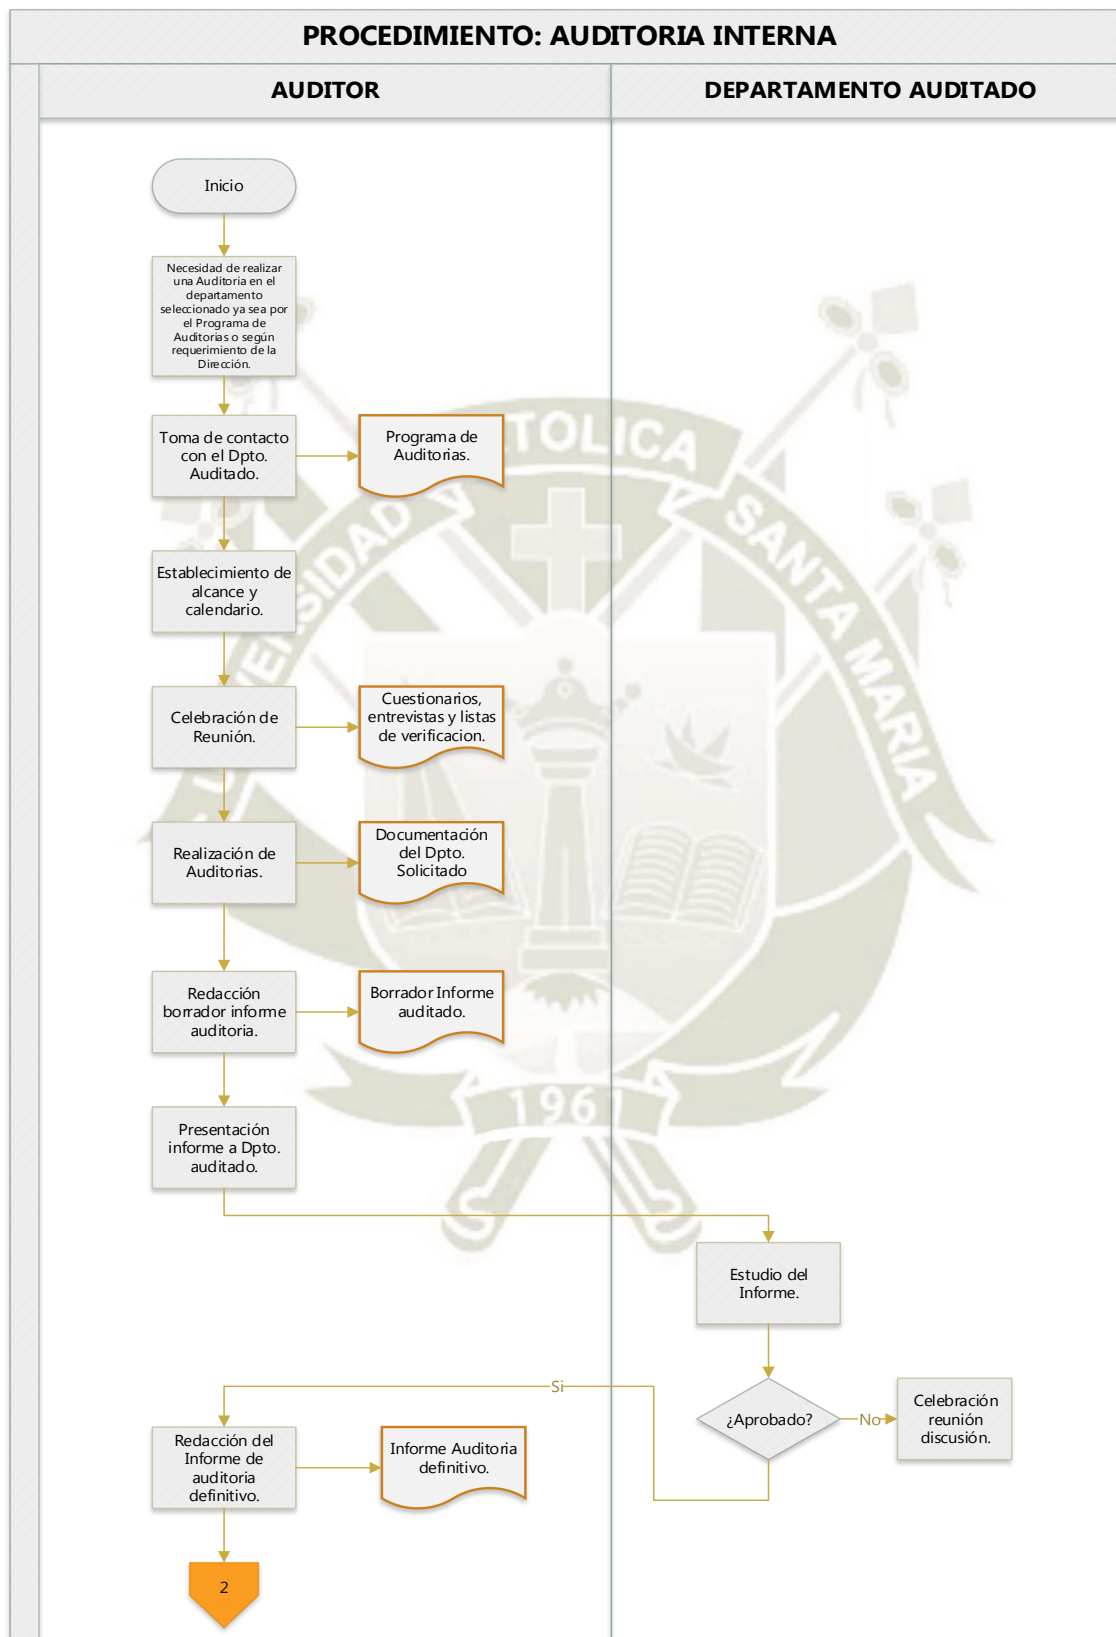 PROCEDIMIENTO: AUDITORIA INTERNA
AUDITOR
DEPARTAMENTO AUDITADO
Inicio
Necesidad de realizar
una Auditoria en el
departamento
seleccionado ya sea por
el Programa de
Auditorias o según
requerimiento de la
Dirección.
Toma de contacto
con el Dpto.
Auditado.
Programa de
Auditorias.
Establecimiento de
alcance y
calendario.
Celebración de
Reunión.
Cuestionarios,
entrevistas y listas
de verificacion.
Realización de
Auditorias.
Documentación
del Dpto.
Solicitado
Redacción
borrador informe
auditoria.
Borrador Informe
auditado.
Presentación
informe a Dpto.
auditado.
Estudio del
Informe.
¿Aprobado?
No
Celebración
reunión
discusión.
Si
Redacción del
Informe de
auditoria
definitivo.
Informe Auditoria
definitivo.
2
SANTA MARIA
1961